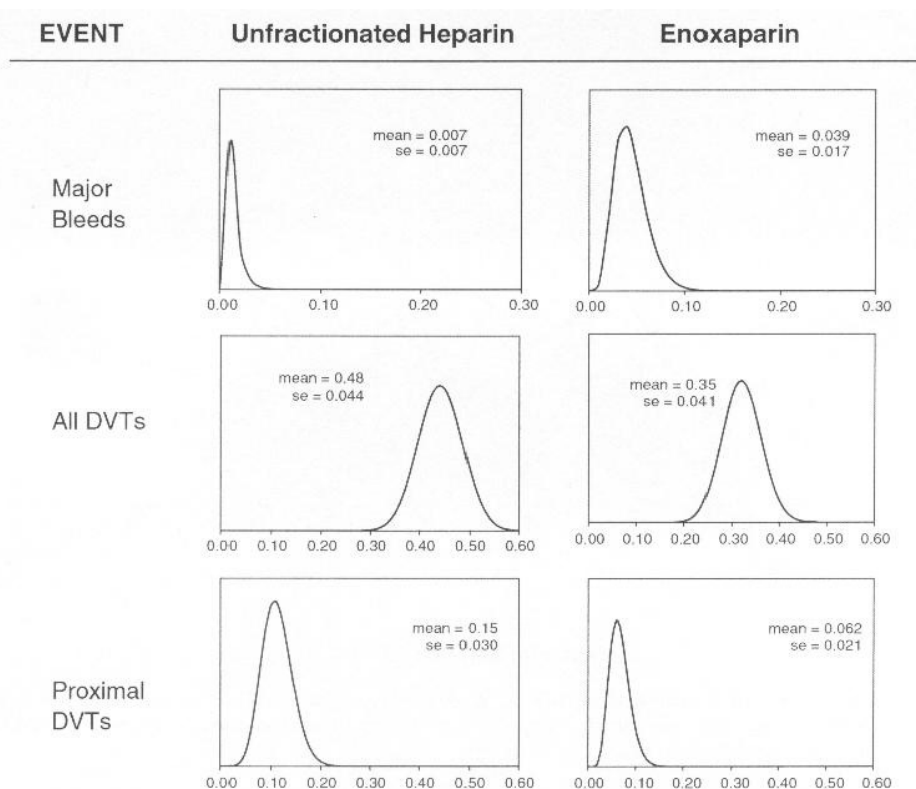 EVENT Unfractionated Heparin Enoxaparin
Major
Bleeds
mean = 0.007
se = 0.007
0.00 0.10 0.20 0.30
mean = 0.039
se = 0.017
0.00 0.10 0.20 0.30
All DVTs
mean = 0.48
se = 0.044
0.00 0.10 0.20 0.30 0.40 0.50 0.60
mean = 0.35
se = 0.041
0.00 0.10 0.20 0.30 0.40 0.50 0.60
Proximal
DVTs
mean = 0.15
se = 0.030
0.00 0.10 0.20 0.30 0.40 0.50 0.60
mean = 0.062
se = 0.021
0.00 0.10 0.20 0.30 0.40 0.50 0.60